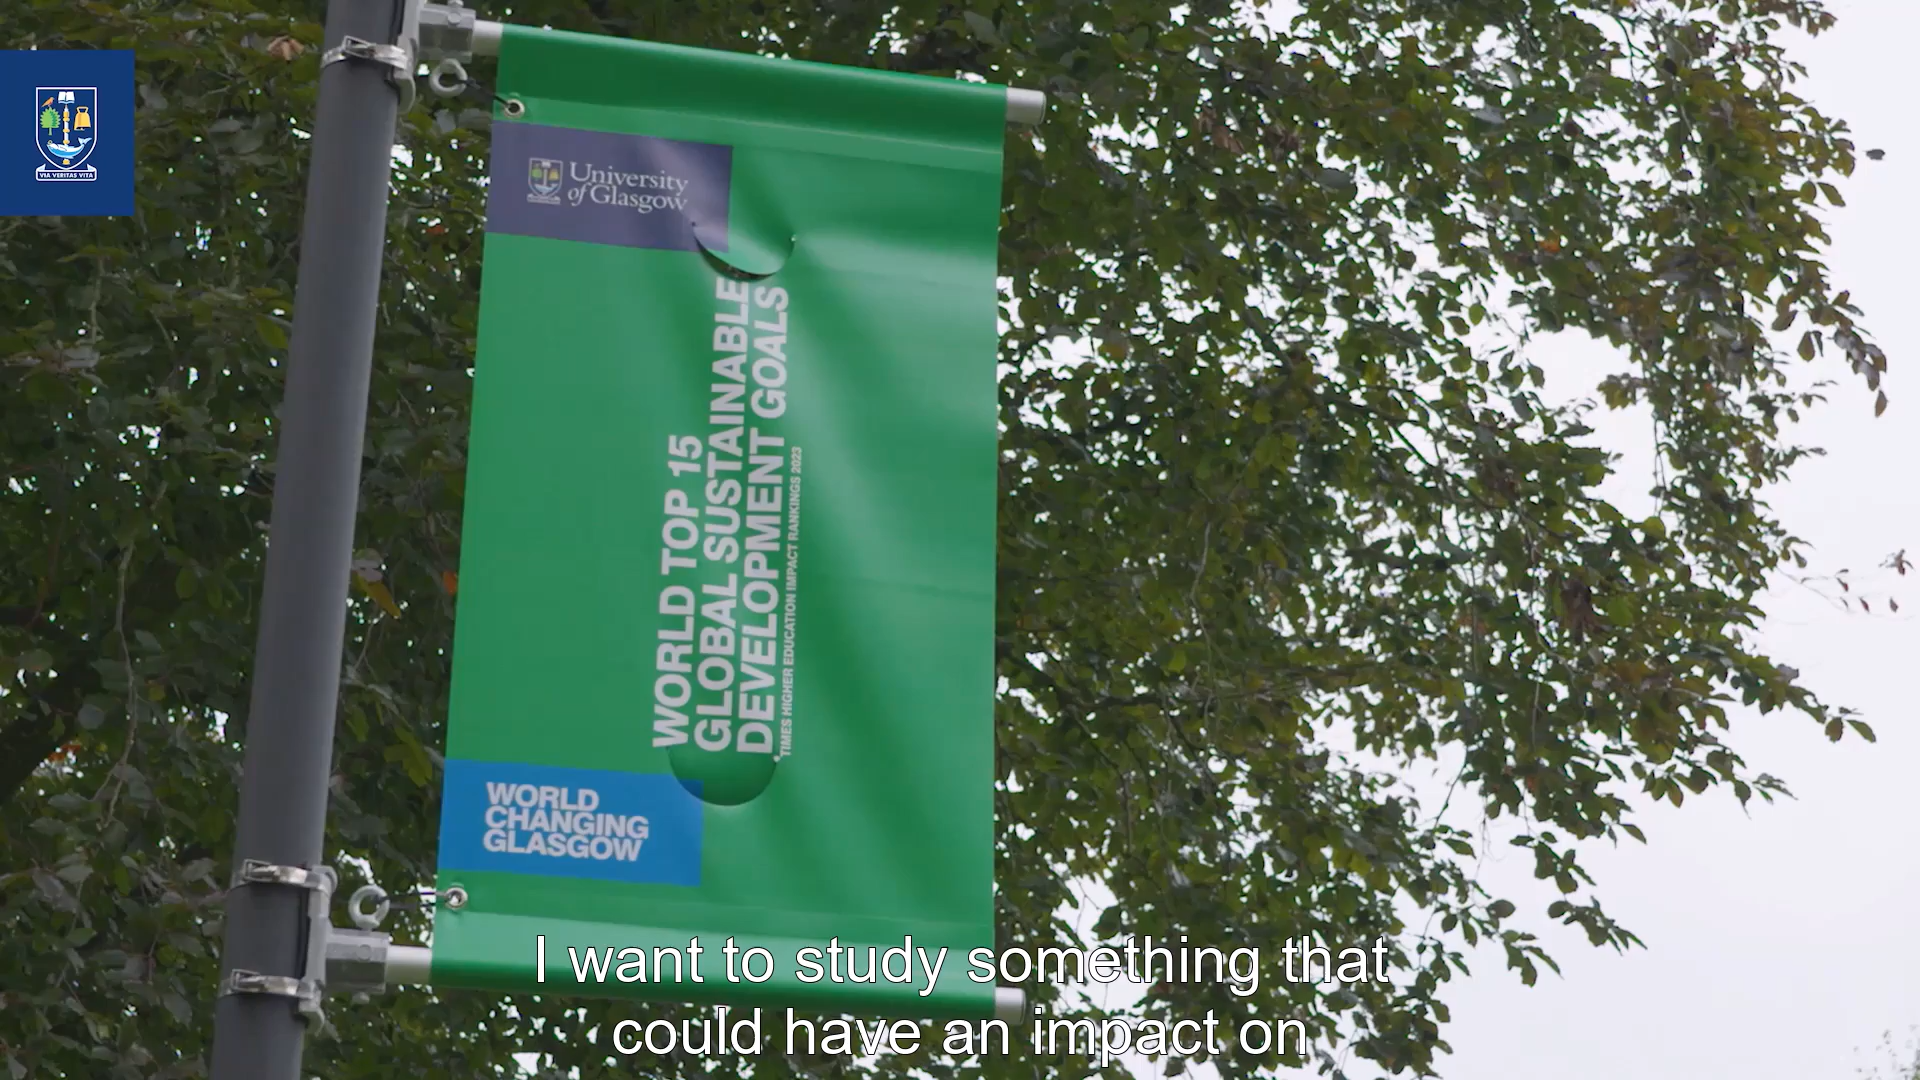 VIA VERITAS VITA
University
of Glasgow
WORLD TOP 15
GLOBAL SUSTAINABLE
DEVELOPMENT GOALS
*TIMES HIGHER EDUCATION IMPACT RANKINGS 2023
WORLD
CHANGING
GLASGOW
I want to study something that
could have an impact on